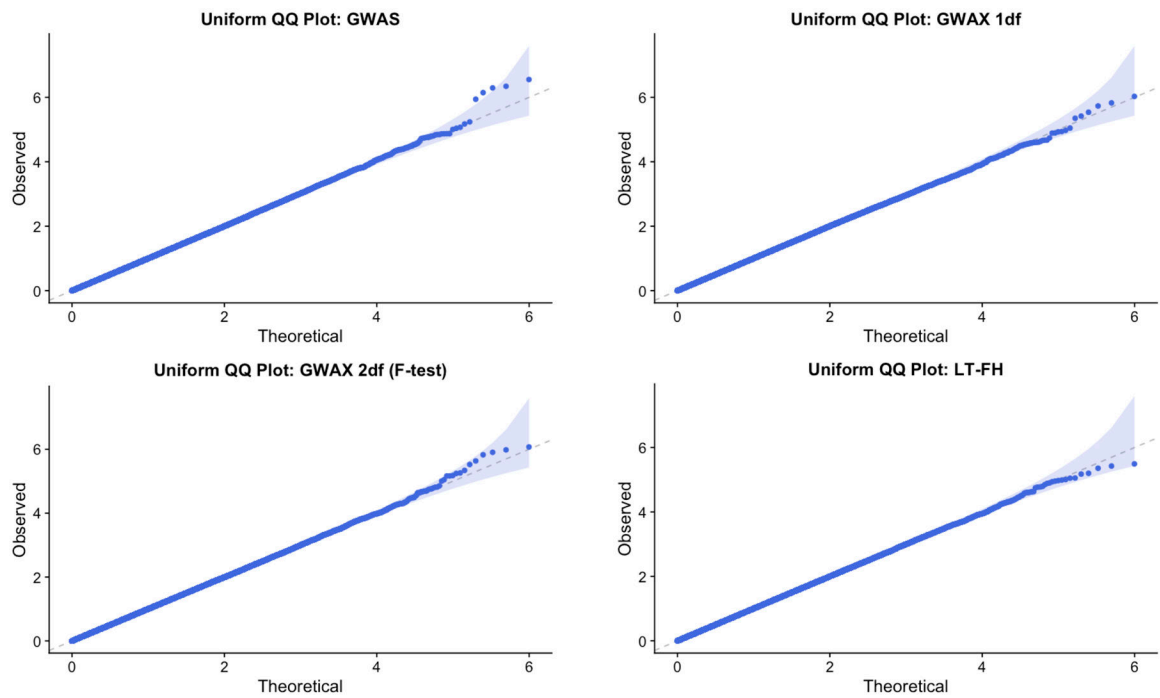 Uniform QQ Plot: GWAS
6
4
2
0
Observed
0 2 4 6
Theoretical
Uniform QQ Plot: GWAX 1df
6
4
2
0
Observed
0 2 4 6
Theoretical
Uniform QQ Plot: GWAX 2df (F-test)
6
4
2
0
Observed
0 2 4 6
Theoretical
Uniform QQ Plot: LT-FH
6
4
2
0
Observed
0 2 4 6
Theoretical